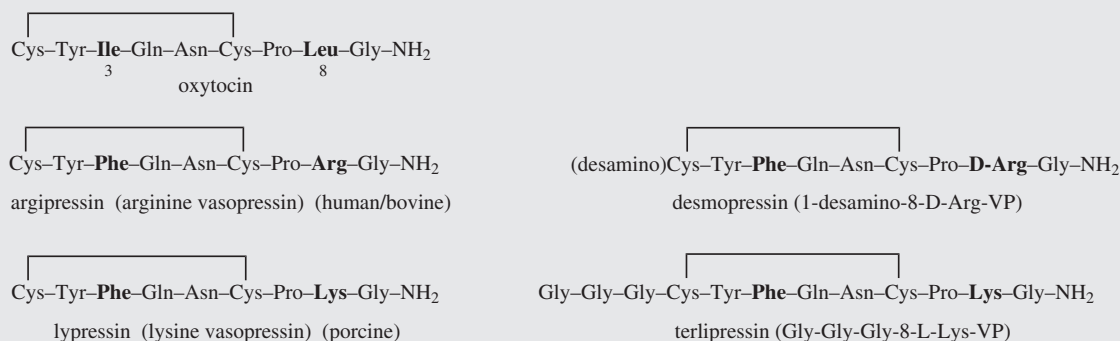 Cys–Tyr–Ile–Gln–Asn–Cys–Pro–Leu–Gly–NH2
3 8
oxytocin
Cys–Tyr–Phe–Gln–Asn–Cys–Pro–Arg–Gly–NH2
argipressin (arginine vasopressin) (human/bovine)
(desamino)Cys–Tyr–Phe–Gln–Asn–Cys–Pro–D-Arg–Gly–NH2
desmopressin (1-desamino-8-D-Arg-VP)
Cys–Tyr–Phe–Gln–Asn–Cys–Pro–Lys–Gly–NH2
lypressin (lysine vasopressin) (porcine)
Gly–Gly–Gly–Cys–Tyr–Phe–Gln–Asn–Cys–Pro–Lys–Gly–NH2
terlipressin (Gly-Gly-Gly-8-L-Lys-VP)